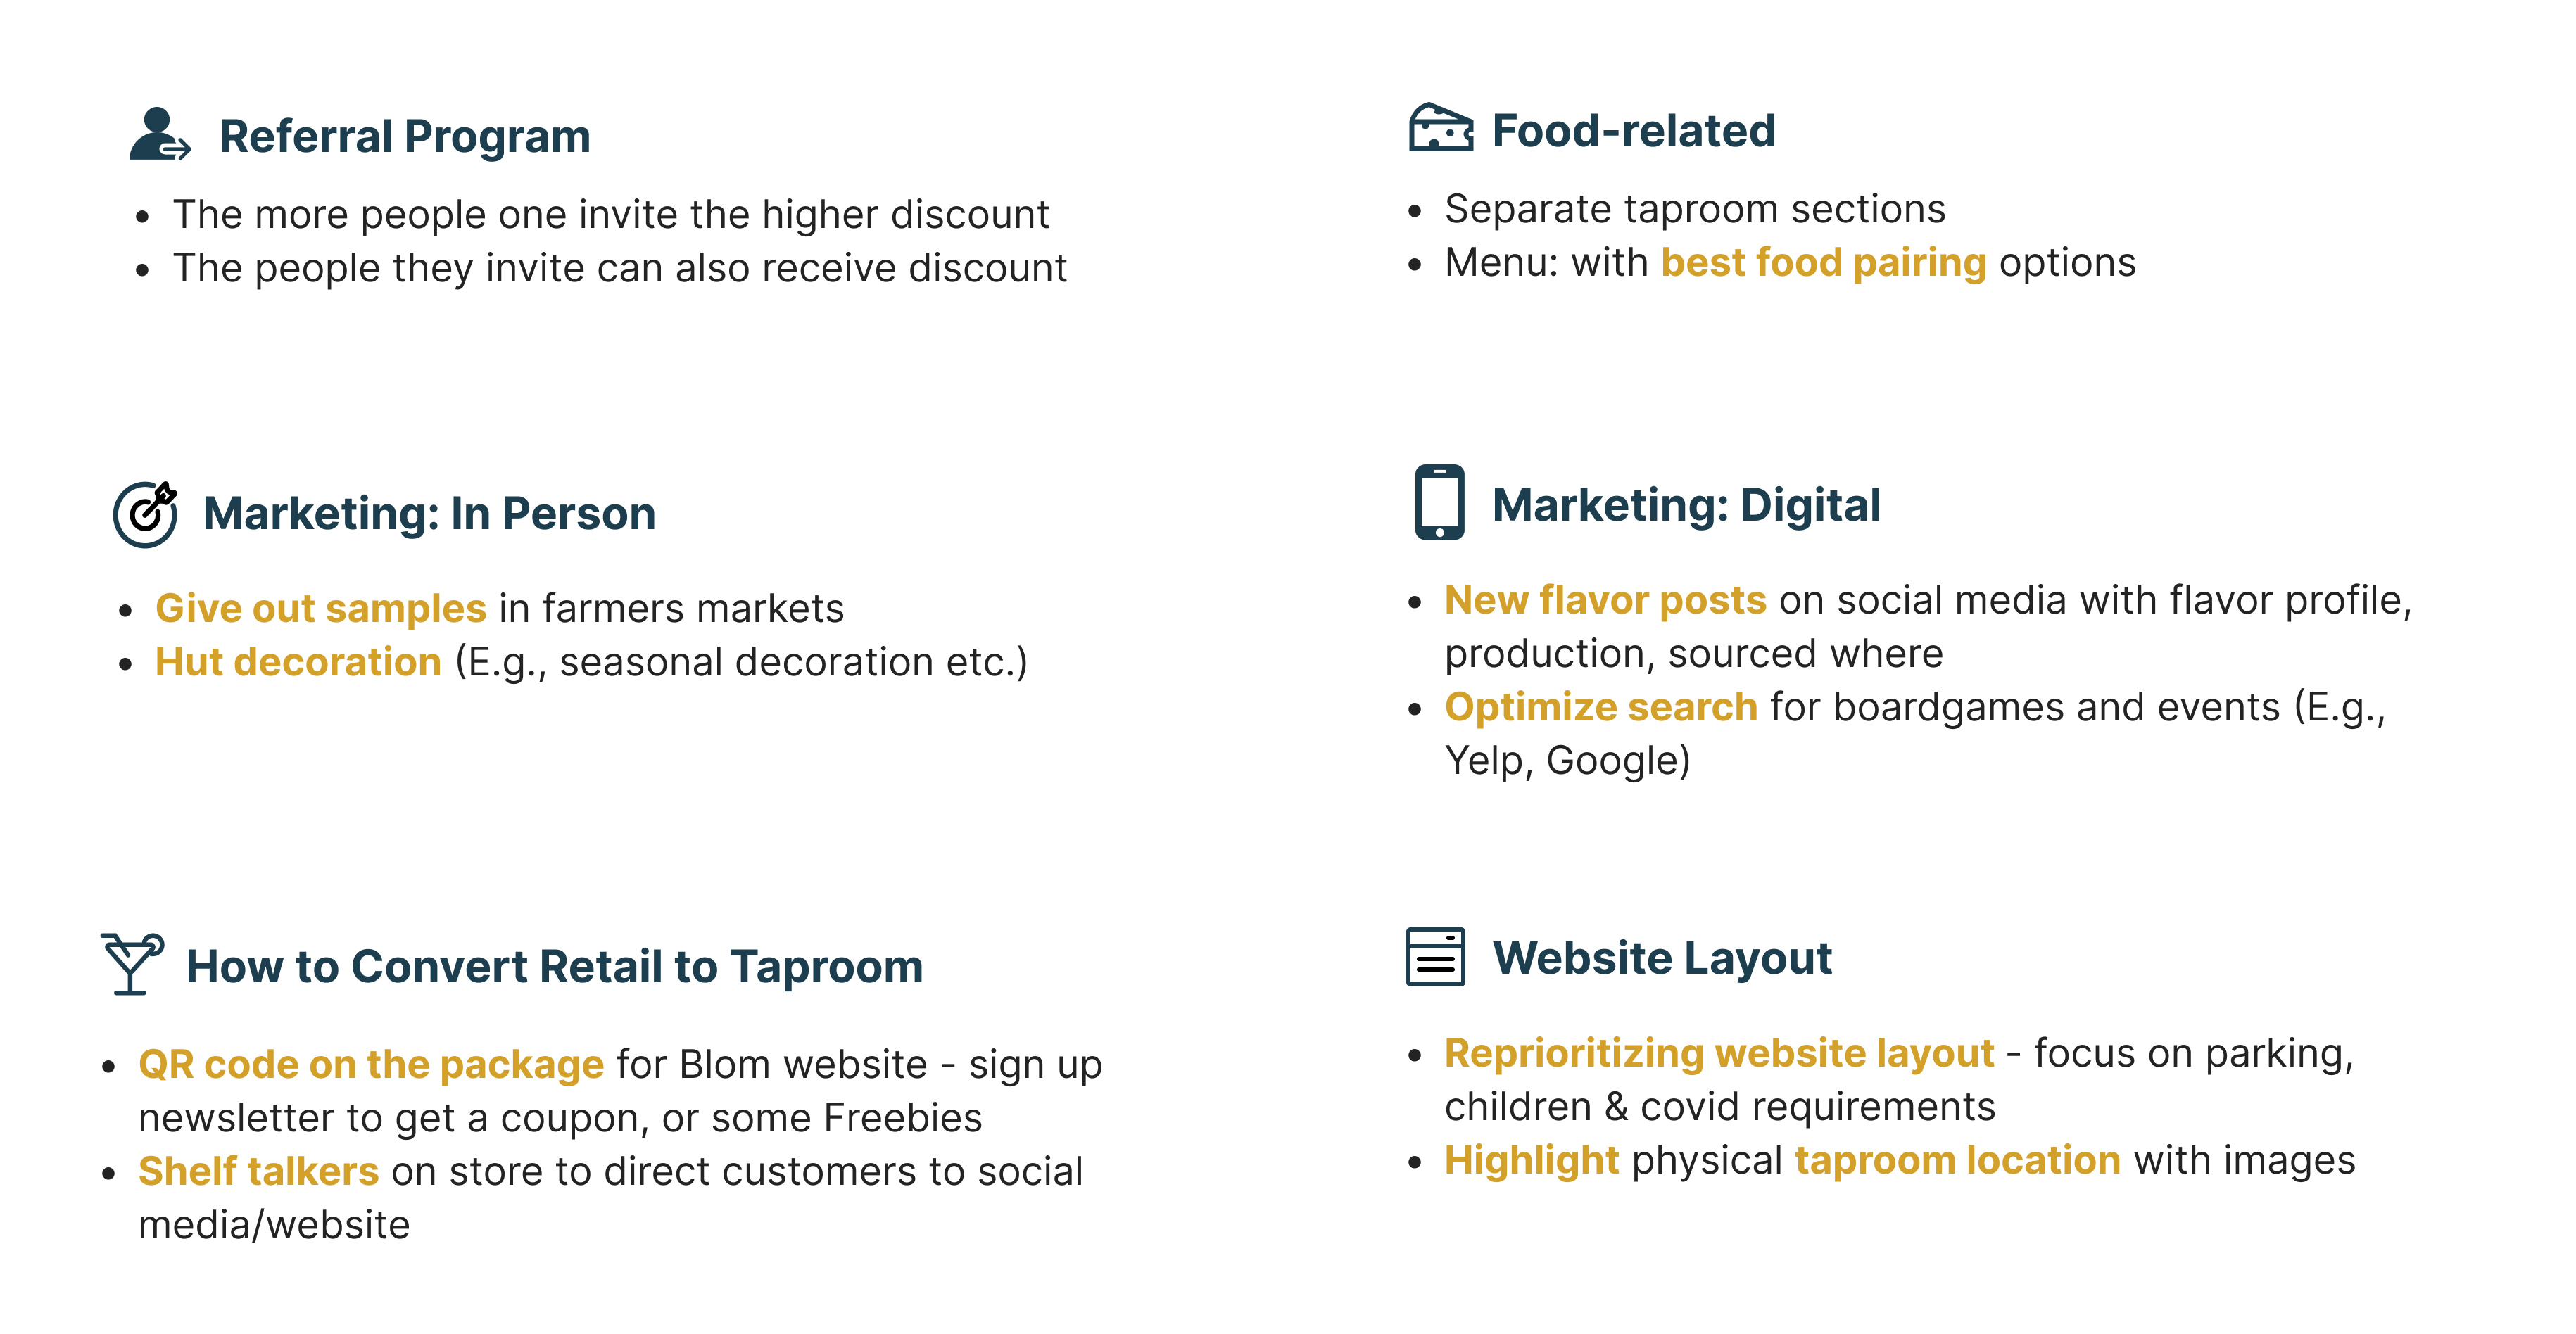 Referral Program
• The more people one invite the higher discount
• The people they invite can also receive discount
Food-related
• Separate taproom sections
• Menu: with best food pairing options
Marketing: In Person
• Give out samples in farmers markets
• Hut decoration (E.g., seasonal decoration etc.)
Marketing: Digital
• New flavor posts on social media with flavor profile,
production, sourced where
• Optimize search for boardgames and events (E.g.,
Yelp, Google)
How to Convert Retail to Taproom
• QR code on the package for Blom website - sign up
newsletter to get a coupon, or some Freebies
• Shelf talkers on store to direct customers to social
media/website
Website Layout
• Reprioritizing website layout - focus on parking,
children & covid requirements
• Highlight physical taproom location with images